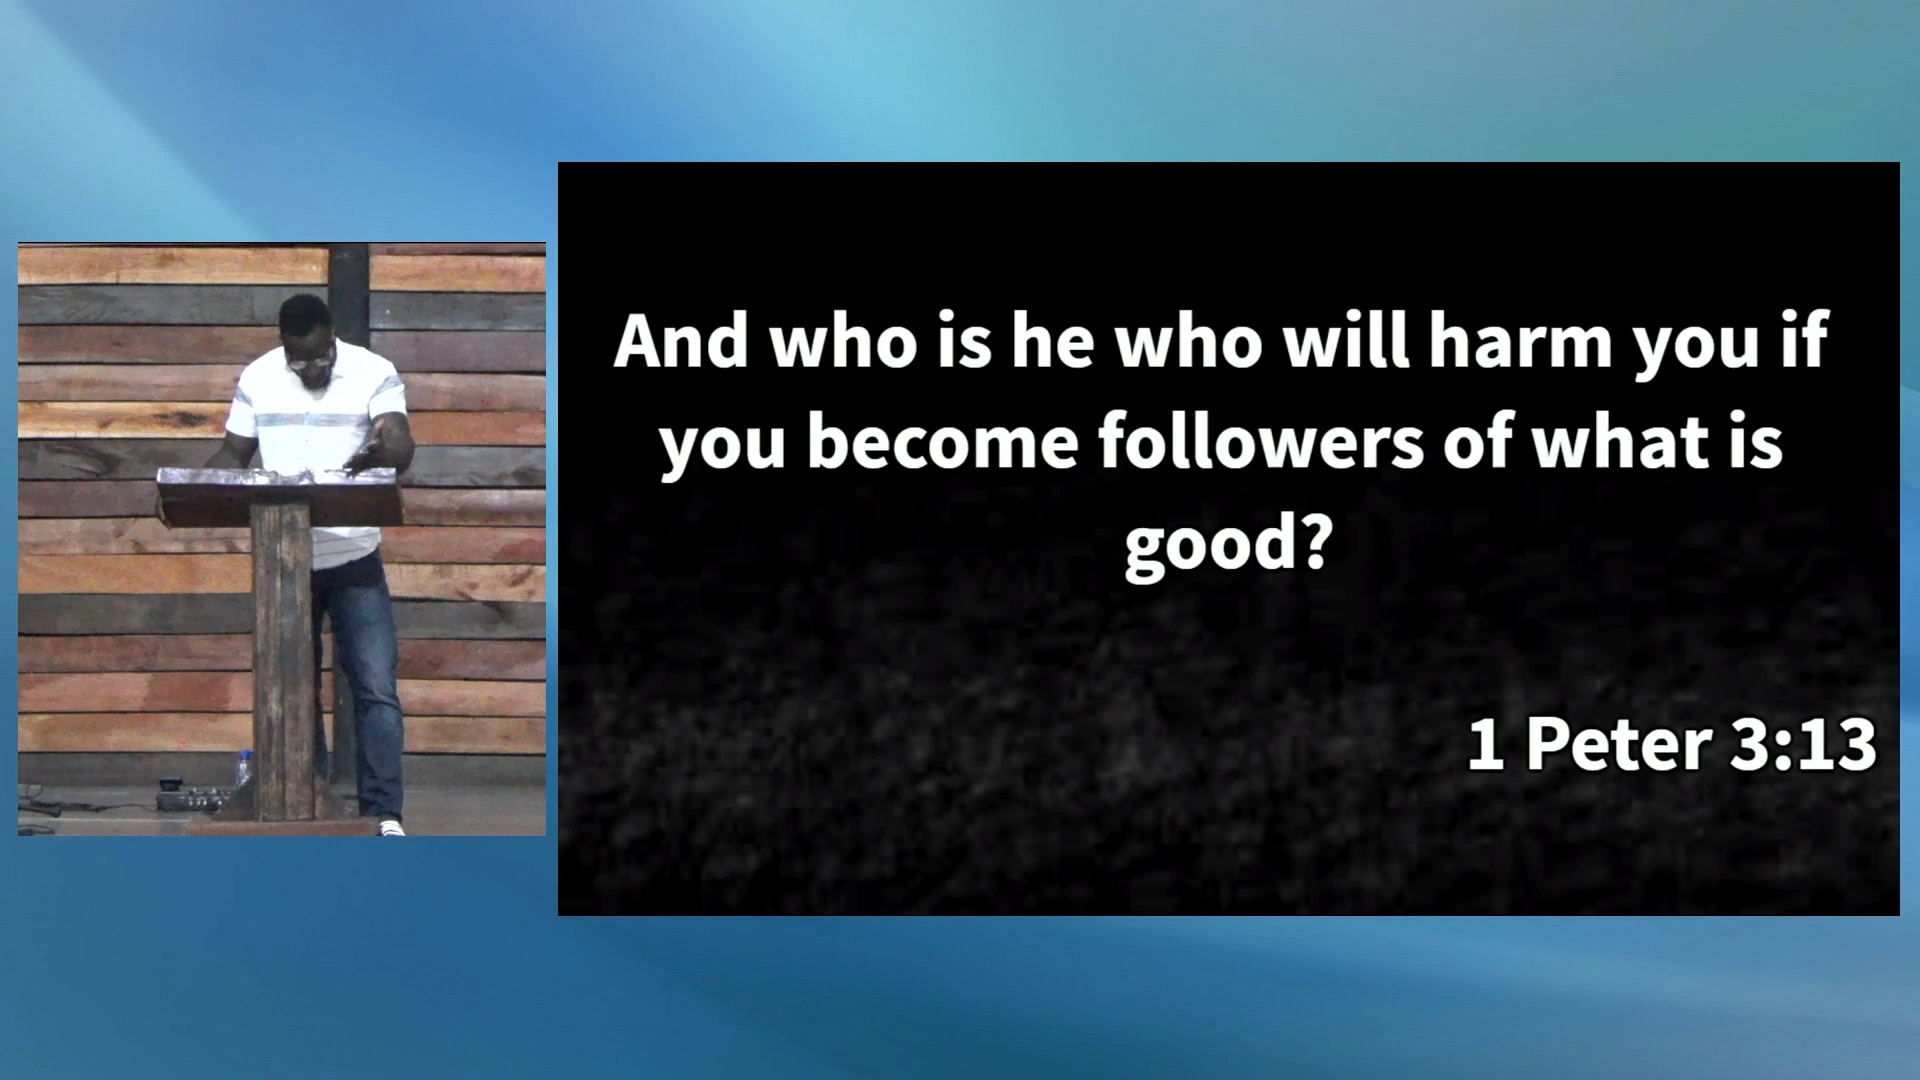 And who is he who will harm you if
you become followers of what is
good?
1 Peter 3:13